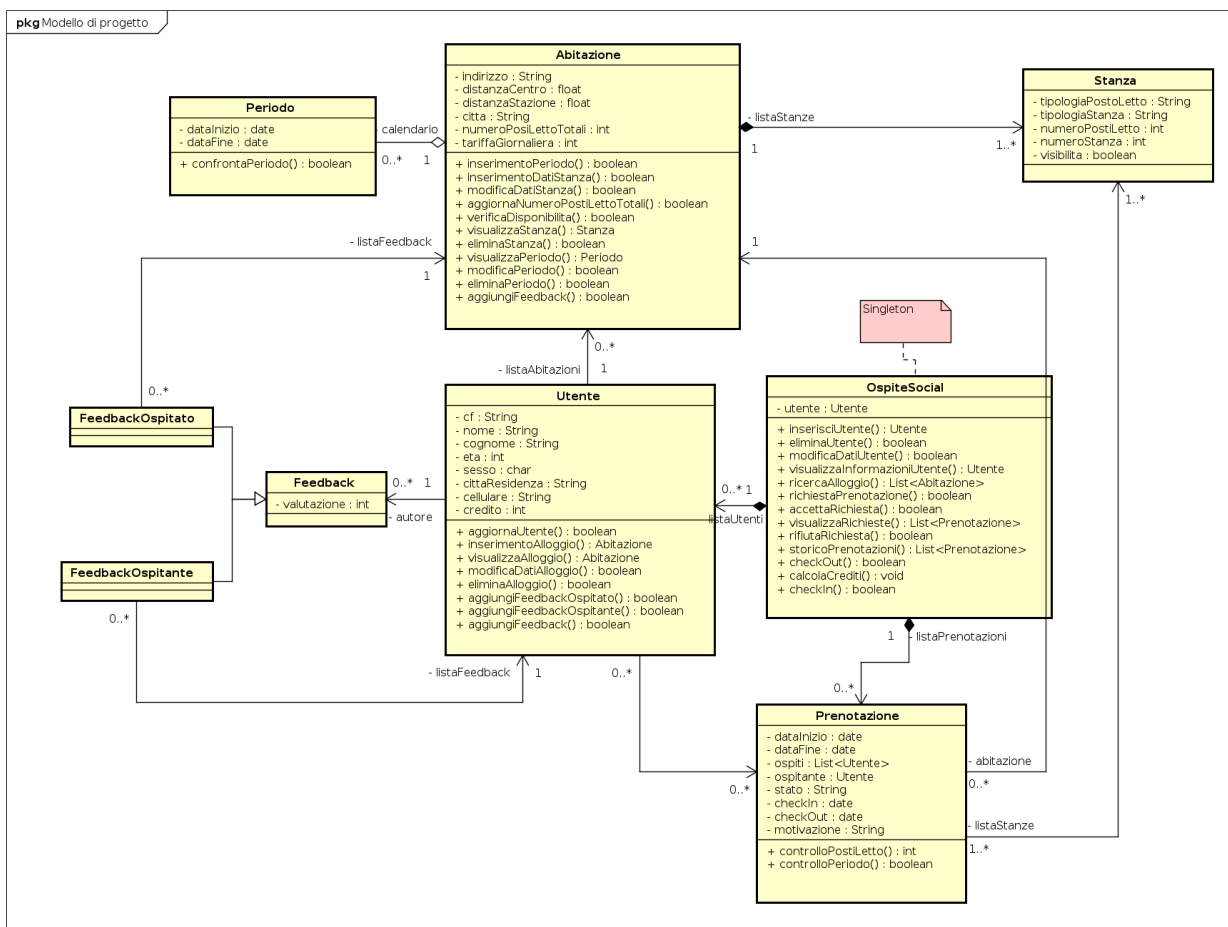 pkg Modello di progetto
Abitazione
- indirizzo : String
- distanzaCentro : float
- distanzaStazione : float
- citta : String
- numeroPosiLettoTotali : int
- tariffaGiornaliera : int
+ inserimentoPeriodo() : boolean
+ inserimentoDatiStanza() : boolean
+ modificaDatiStanza() : boolean
+ aggiornaNumeroPostiLettoTotali() : boolean
+ verificaDisponibilita() : boolean
+ visualizzaStanza() : Stanza
+ eliminaStanza() : boolean
+ visualizzaPeriodo() : Periodo
+ modificaPeriodo() : boolean
+ eliminaPeriodo() : boolean
+ aggiungiFeedback() : boolean
Periodo
- dataInizio : date
- dataFine : date
+ confrontaPeriodo() : boolean
- calendario
0..*
1
- listaStanze
1
1..*
Stanza
- tipologiaPostoLetto : String
- tipologiaStanza : String
- numeroPostiLetto : int
- numeroStanza : int
- visibilita : boolean
1..*
- listaFeedback
1
0..*
1
Singleton
0..*
- listaAbitazioni
1
FeedbackOspitato
Feedback
- valutazione : int
FeedbackOspitante
0..*
0..*
1
- autore
Utente
- cf : String
- nome : String
- cognome : String
- eta : int
- sesso : char
- cittaResidenza : String
- cellulare : String
- credito : int
+ aggiornaUtente() : boolean
+ inserimentoAlloggio() : Abitazione
+ visualizzaAlloggio() : Abitazione
+ modificaDatiAlloggio() : boolean
+ eliminaAlloggio() : boolean
+ aggiungiFeedbackOspitato() : boolean
+ aggiungiFeedbackOspitante() : boolean
+ aggiungiFeedback() : boolean
0..*
1
listaUtenti
OspiteSocial
- utente : Utente
+ inserisciUtente() : Utente
+ eliminaUtente() : boolean
+ modificaDatiUtente() : boolean
+ visualizzaInformazioniUtente() : Utente
+ ricercaAlloggio() : List<Abitazione>
+ richiestaPrenotazione() : boolean
+ accettaRichiesta() : boolean
+ visualizzaRichieste() : List<Prenotazione>
+ rifiutaRichiesta() : boolean
+ storicoPrenotazioni() : List<Prenotazione>
+ checkOut() : boolean
+ calcolaCrediti() : void
+ checkIn() : boolean
- listaFeedback
1
0..*
1
- listaPrenotazioni
0..*
0..*
Prenotazione
- dataInizio : date
- dataFine : date
- ospiti : List<Utente>
- ospitante : Utente
- stato : String
- checkIn : date
- checkOut : date
- motivazione : String
+ controlloPostiLetto() : int
+ controlloPeriodo() : boolean
- abitazione
0..*
- listaStanze
1..*